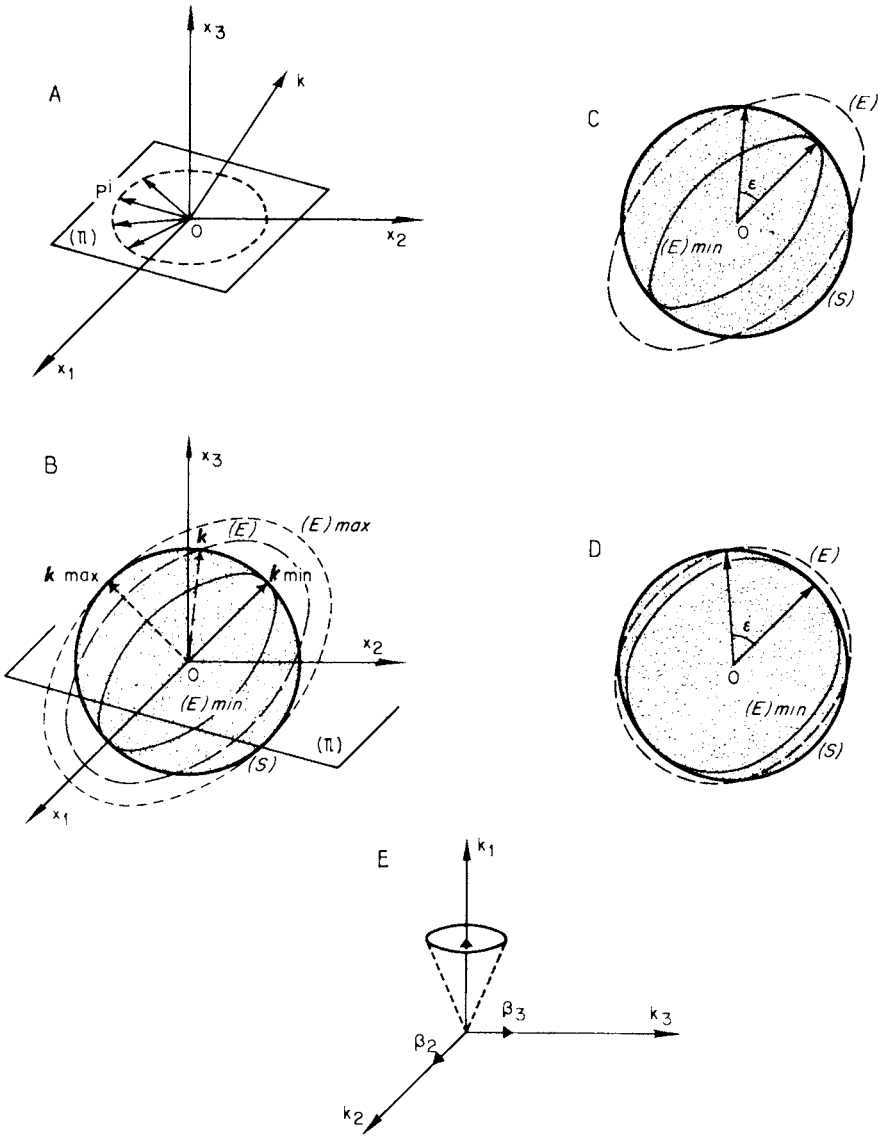 A
x3
k
Pi
(π)
O
x2
x1
B
x3
(E) max
(E)
k
k max
k min
x2
O
(E) min
(π)
(S)
x1
C
(E)
ε
O
(E) min
(S)
D
(E)
ε
O
(E) min
(S)
E
k1
β3
k3
β2
k2